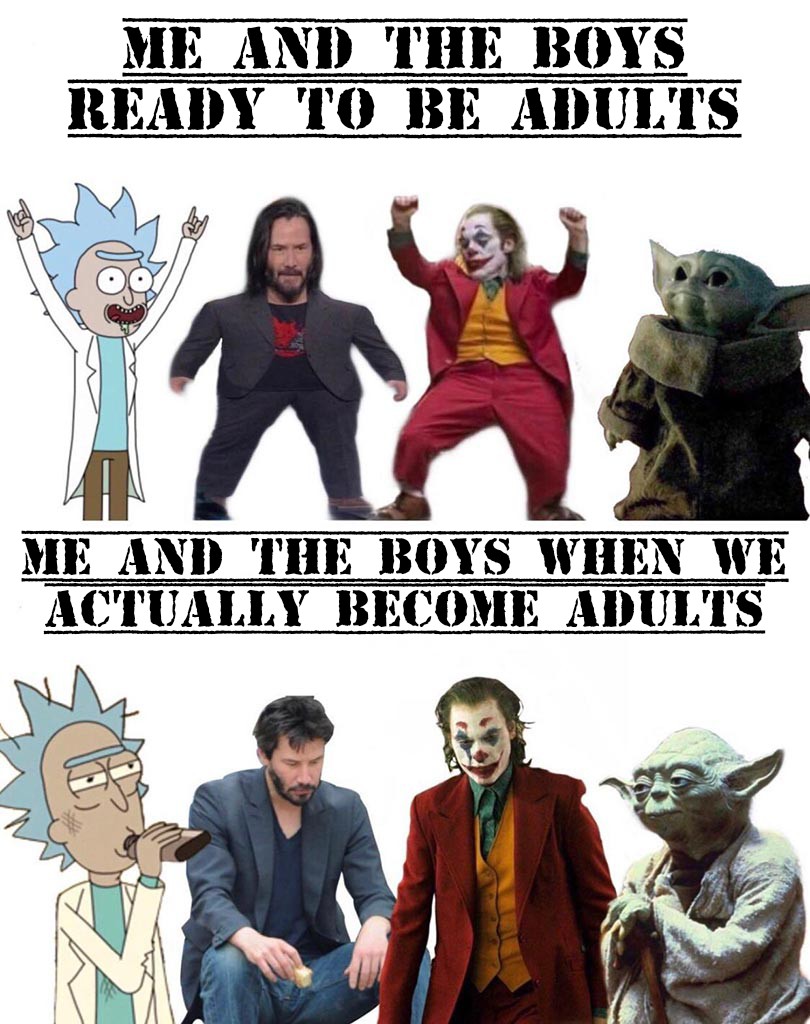 ME AND THE BOYS
READY TO BE ADULTS
ME AND THE BOYS WHEN WE
ACTUALLY BECOME ADULTS